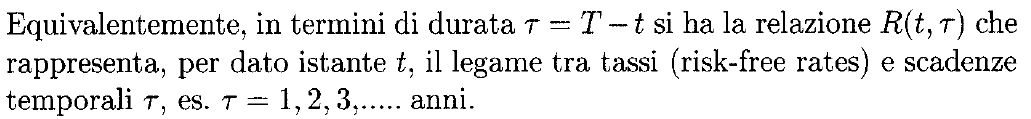 Equivalentemente, in termini di durata τ = T − t si ha la relazione R(t, τ) che
rappresenta, per dato istante t, il legame tra tassi (risk-free rates) e scadenze
temporali τ, es. τ = 1, 2, 3,..... anni.